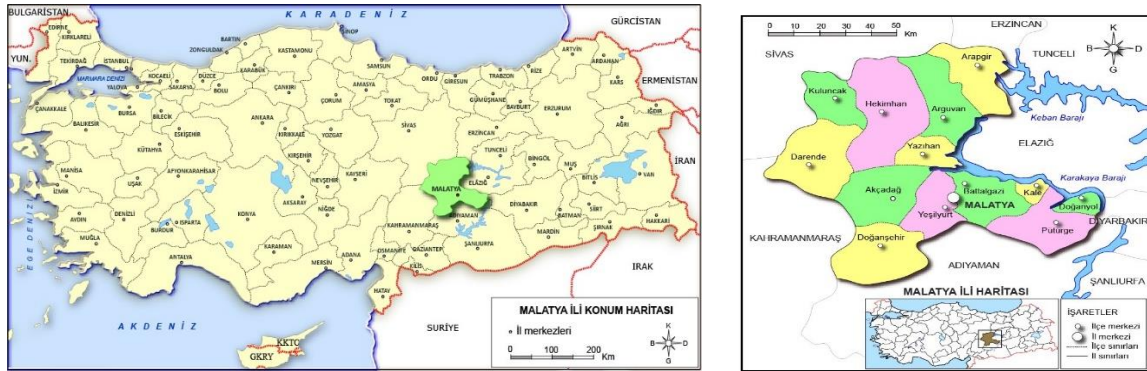 BULGARİSTAN
KARADENİZ
GÜRCİSTAN
YUN.
EDİRNE
KIRKLARELİ
TEKİRDAĞ
İSTANBUL
MARMARA DENİZİ
YALOVA
KOCAELİ
SAKARYA
DÜZCE
BOLU
ZONGULDAK
BARTIN
KARABÜK
KASTAMONU
SİNOP
ÇANKIRI
SAMSUN
AMASYA
ÇORUM
TOKAT
ORDU
GİRESUN
TRABZON
RİZE
ARTVİN
ARDAHAN
KARS
ERMENİSTAN
GÜMÜŞHANE
BAYBURT
ERZURUM
IĞDIR
AĞRI
ÇANAKKALE
BALIKESİR
BURSA
BİLECİK
ESKİŞEHİR
ANKARA
KIRIKKALE
YOZGAT
SİVAS
ERZİNCAN
TUNCELİ
BİNGÖL
MUŞ
BİTLİS
VAN
İRAN
KÜTAHYA
MANİSA
UŞAK
AFYONKARAHİSAR
KIRŞEHİR
NEVŞEHİR
KAYSERİ
MALATYA
ELAZIĞ
DİYARBAKIR
BATMAN
SİİRT
ŞIRNAK
HAKKARİ
İZMİR
AYDIN
DENİZLİ
ISPARTA
BURDUR
KONYA
AKSARAY
NİĞDE
KAHRAMANMARAŞ
ADIYAMAN
ŞANLIURFA
MARDİN
MUĞLA
ANTALYA
KARAMAN
MERSİN
ADANA
OSMANİYE
GAZİANTEP
KİLİS
HATAY
EGE DENİZİ
AKDENİZ
SURİYE
IRAK
KKTC
GKRY
MALATYA İLİ KONUM HARİTASI
İl merkezleri
0 100 200
Km
K
B D
G
0 10 20 30 40 50
Km
ERZİNCAN
SİVAS
TUNCELİ
K
B D
G
Arapgir
Kuluncak
Hekimhan
Arguvan
Keban Barajı
ELAZIĞ
Yazıhan
Darende
Karakaya Barajı
Akçadağ
Battalgazi
Kale
MALATYA
Yeşilyurt
Doğanyol
Pütürge
DİYARBAKIR
KAHRAMANMARAŞ
Doğanşehir
ADIYAMAN
ŞANLIURFA
MALATYA İLİ HARİTASI
İŞARETLER
İlçe merkezi
İl merkezi
İlçe sınırları
İl sınırları